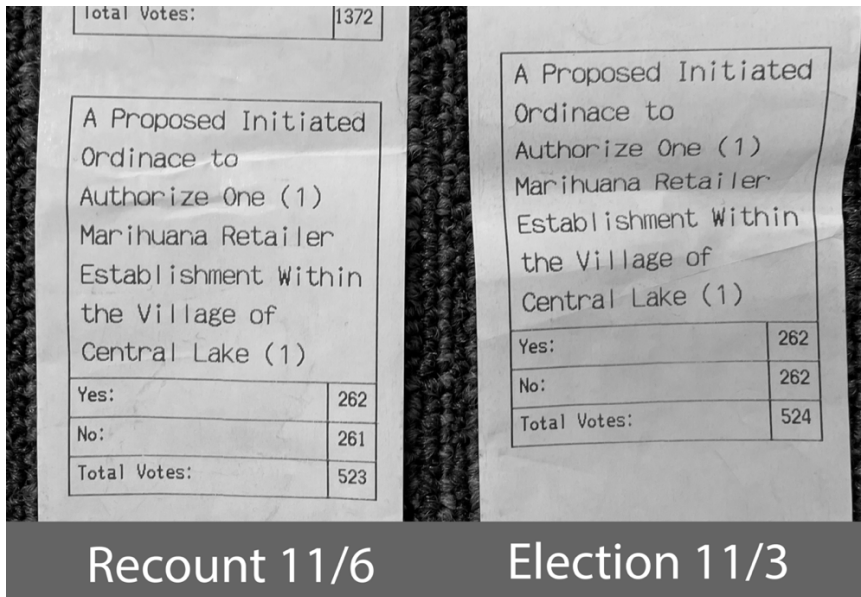 Total Votes: 1372
A Proposed Initiated
Ordinace to
Authorize One (1)
Marihuana Retailer
Establishment Within
the Village of
Central Lake (1)
Yes: 262
No: 261
Total Votes: 523
Recount 11/6
A Proposed Initiated
Ordinace to
Authorize One (1)
Marihuana Retailer
Establishment Within
the Village of
Central Lake (1)
Yes: 262
No: 262
Total Votes: 524
Election 11/3